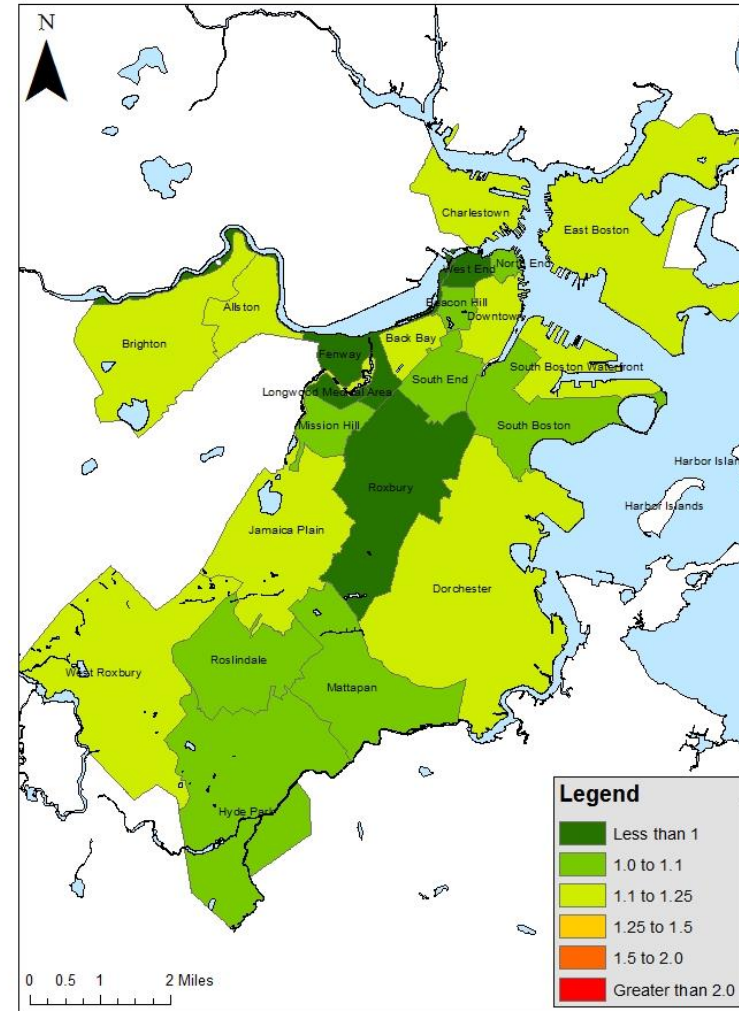 N
Charlestown
East Boston
West End
North End
Allston
Beacon Hill
Downtown
Brighton
Back Bay
Fenway
South Boston Waterfront
South End
Longwood Medical Area
Mission Hill
South Boston
Harbor Islan
Roxbury
Harbor Islands
Jamaica Plain
Dorchester
Roslindale
West Roxbury
Mattapan
Hyde Park
Legend
Less than 1
1.0 to 1.1
1.1 to 1.25
1.25 to 1.5
1.5 to 2.0
Greater than 2.0
0 0.5 1 2 Miles